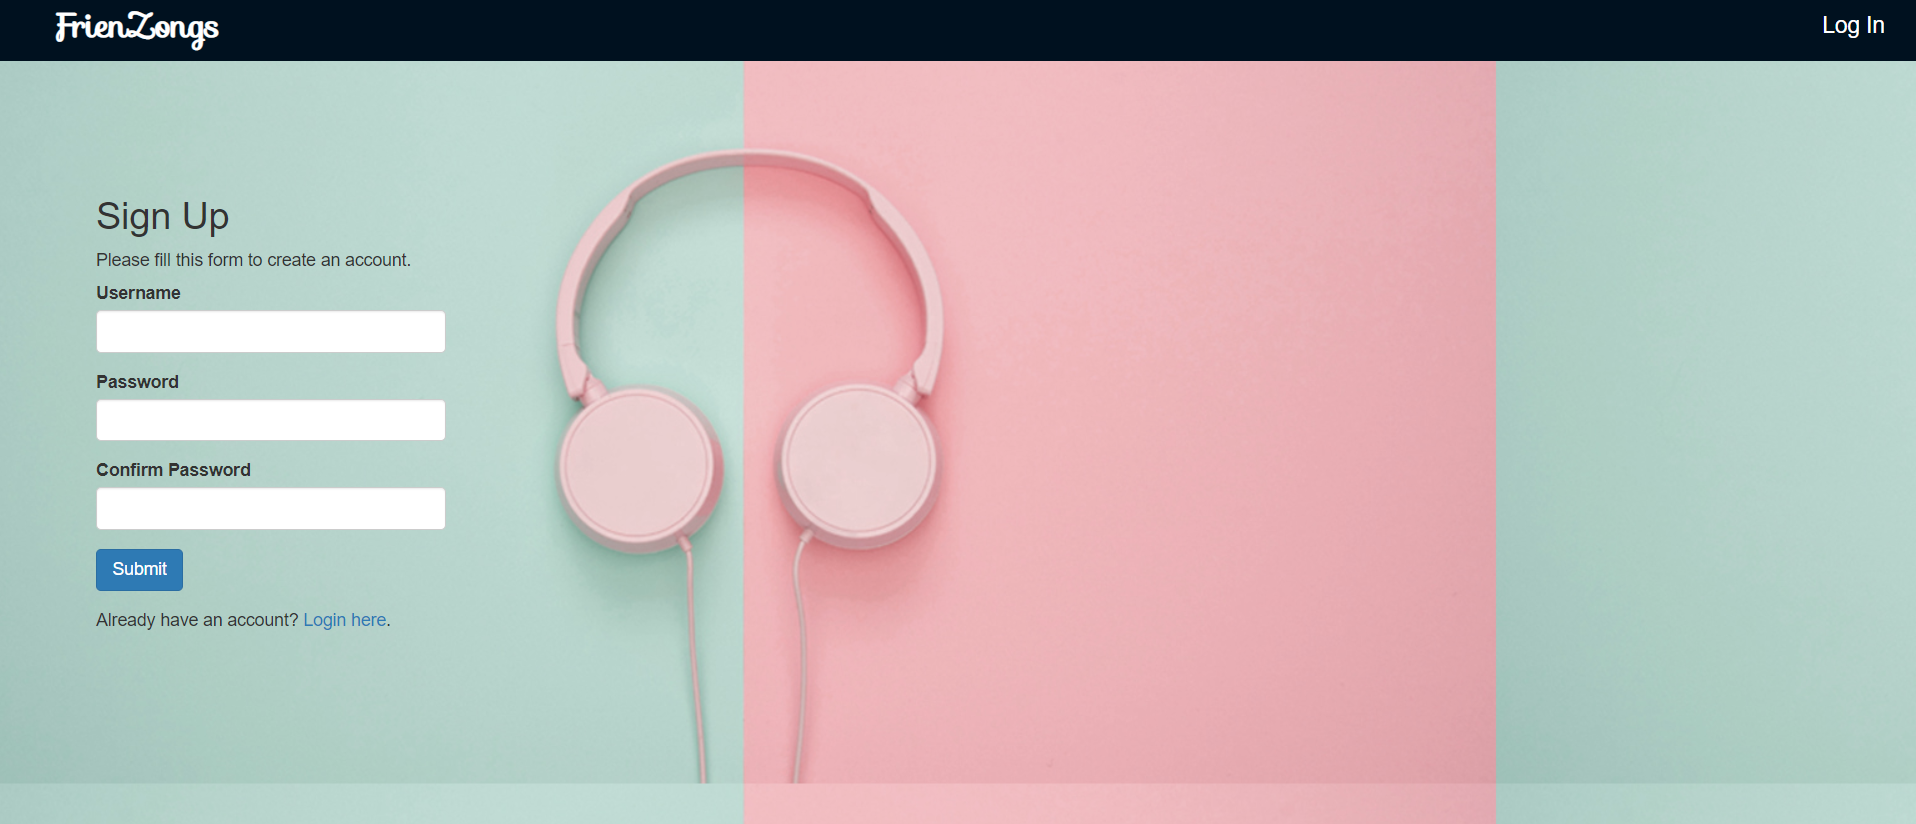 FrienZongs
Log In
Sign Up
Please fill this form to create an account.
Username
Password
Confirm Password
Submit
Already have an account? Login here.